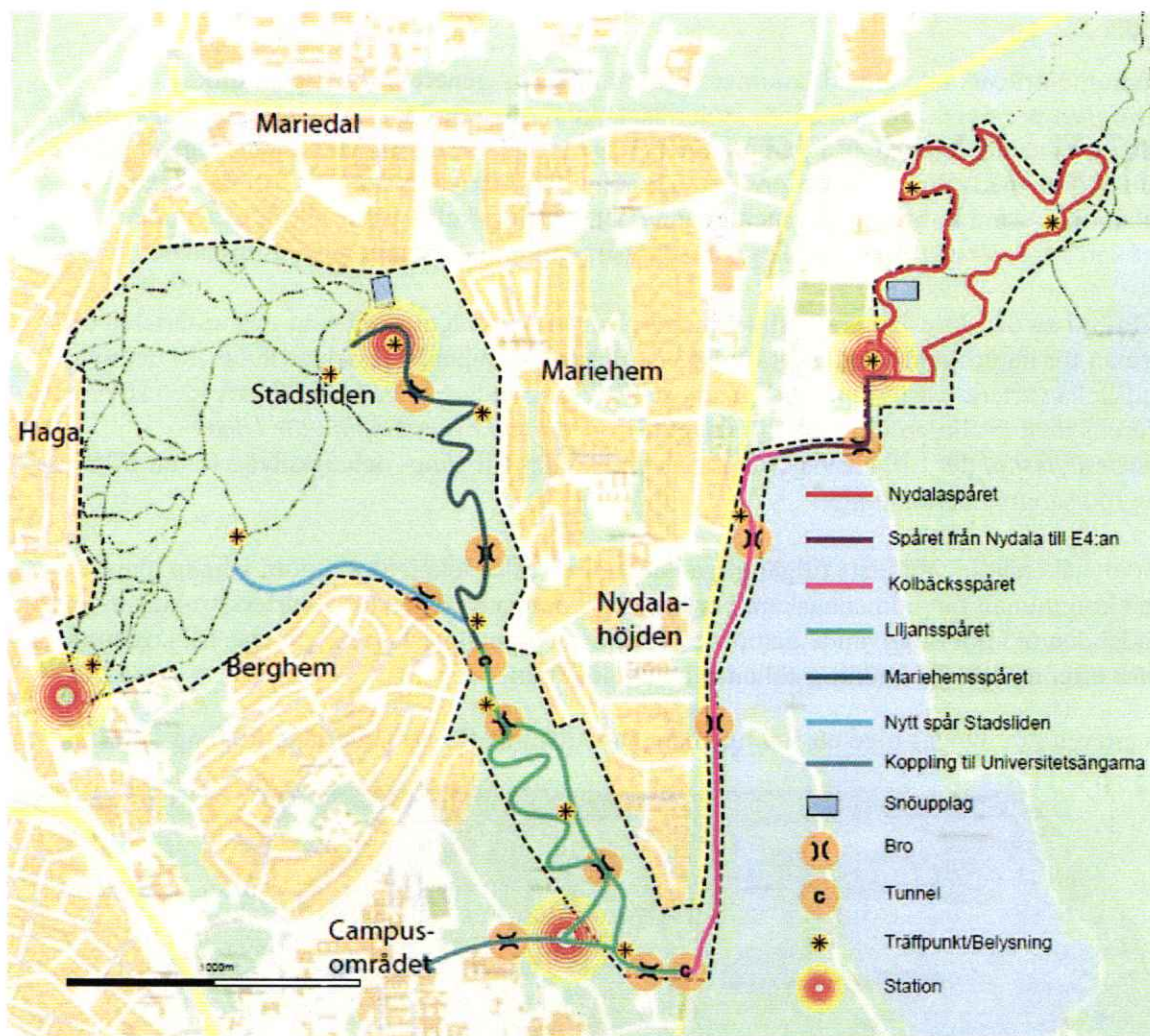 Mariedal
Stadsliden
Mariehem
Haga
Nydala-
höjden
Berghem
Campus-
området
1000m
Nydalaspåret
Spåret från Nydala till E4:an
Kolbäcksspåret
Liljansspåret
Mariehemsspåret
Nytt spår Stadsliden
Koppling til Universitetsängarna
Snöupplag
Bro
Tunnel
Träffpunkt/Belysning
Station